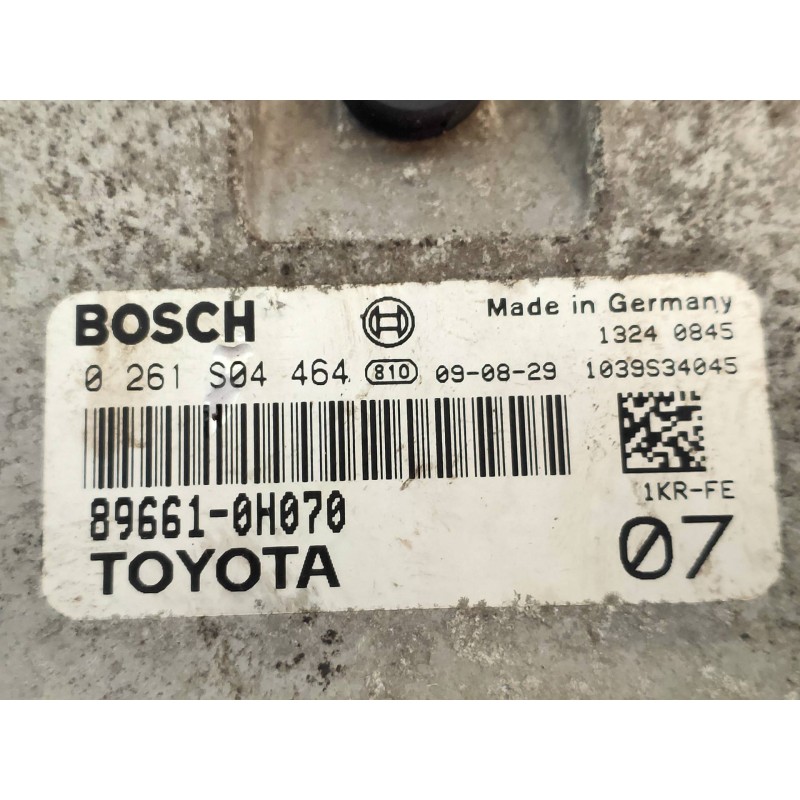 BOSCH Made in Germany
1324 0845
0 261 S04 464 810 09-08-29 1039S34045
89661-0H070 1KR-FE
TOYOTA 07